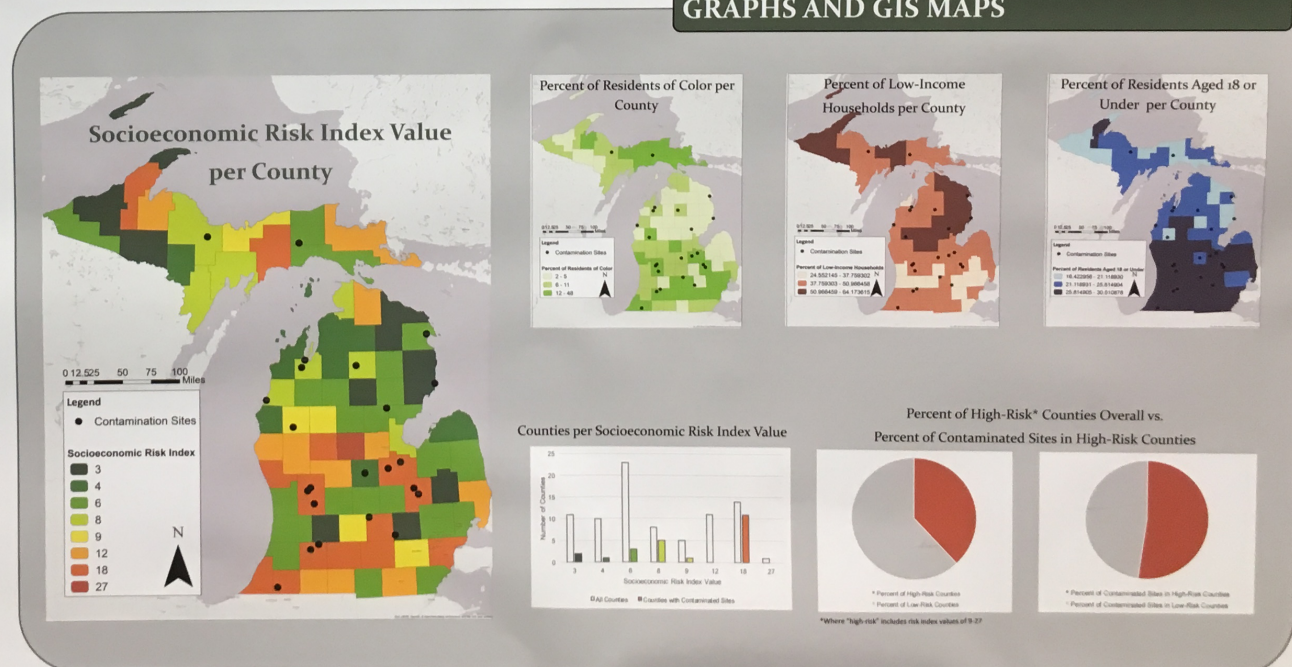 GRAPHS AND GIS MAPS
Socioeconomic Risk Index Value
per County
0 12.525 50 75 100
Miles
Legend
Contamination Sites
Socioeconomic Risk Index
3
4
6
8
9
12
18
27
N
Percent of Residents of Color per
County
Legend
Contamination Sites
Percent of Residents of Color
2 - 5
6 - 11
12 - 48
N
Percent of Low-Income
Households per County
Legend
Contamination Sites
Percent of Low-Income Households
37.759303 - 50.966458
N
Percent of Residents Aged 18 or
Under per County
Legend
Contamination Sites
Percent of Residents Aged 18 or Under
N
Counties per Socioeconomic Risk Index Value
Number of Counties
25
20
15
10
5
0
3 4 6 8 9 12 18 27
Socioeconomic Risk Index Value
All Counties Counties with Contaminated Sites
Percent of High-Risk* Counties Overall vs.
Percent of Contaminated Sites in High-Risk Counties
Percent of High-Risk Counties
Percent of Low-Risk Counties
Percent of Contaminated Sites in High-Risk Counties
Percent of Contaminated Sites in Low-Risk Counties
*Where "high-risk" includes risk index values of 9-27